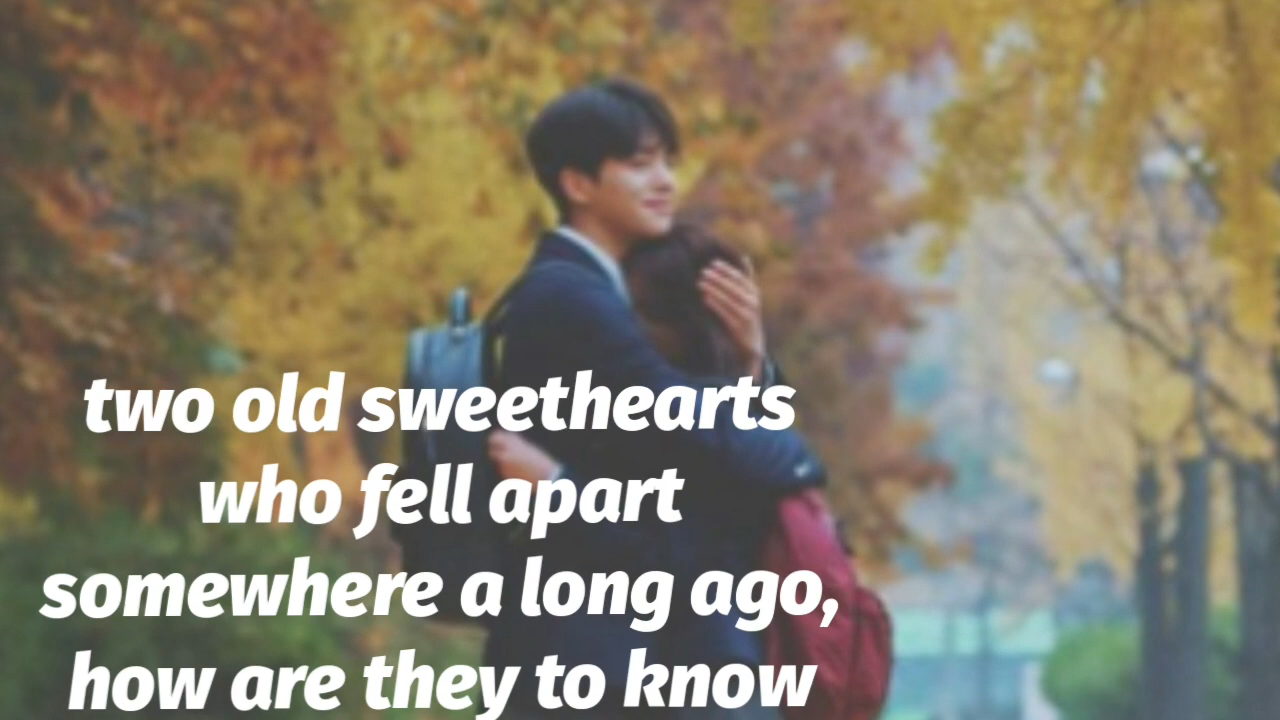 two old sweethearts
who fell apart
somewhere a long ago,
how are they to know